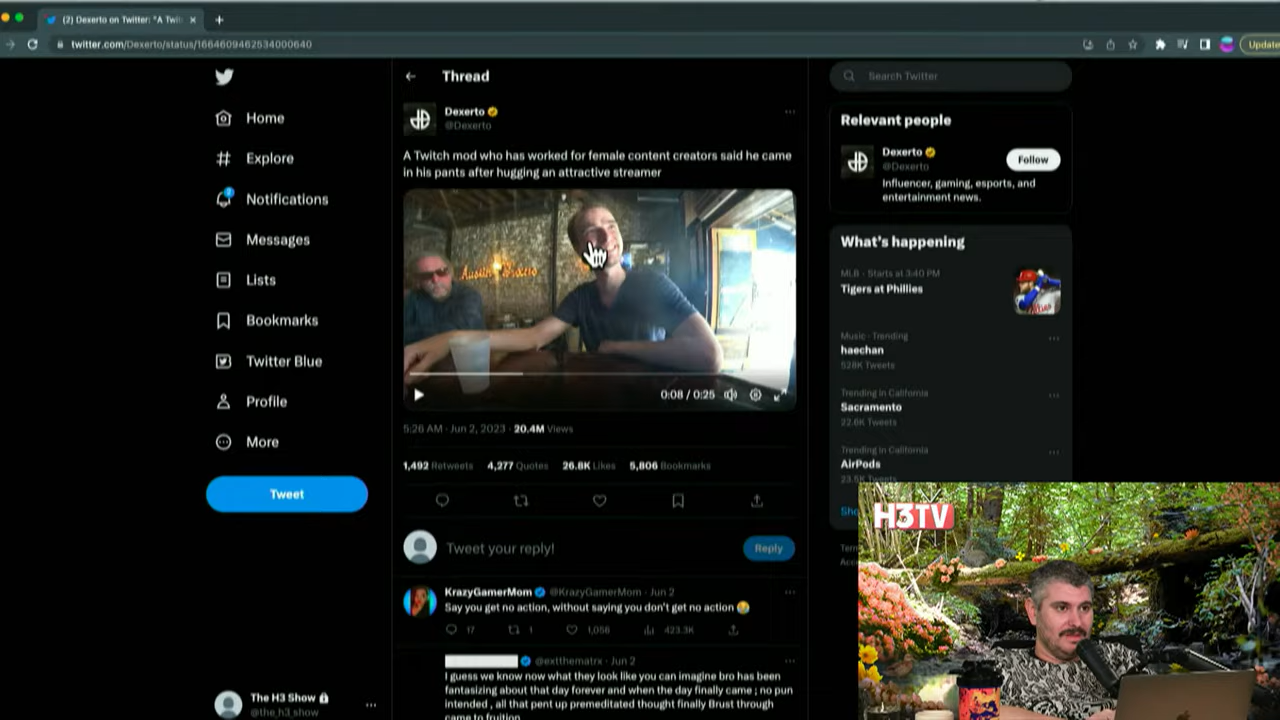 (2) Dexerto on Twitter: "A Twit
twitter.com/Dexerto/status/1664609462534000640
Update
Home
Explore
Notifications
Messages
Lists
Bookmarks
Twitter Blue
Profile
More
Tweet
The H3 Show
@the_h3_show
Thread
Dexerto
@Dexerto
A Twitch mod who has worked for female content creators said he came
in his pants after hugging an attractive streamer
0:08 / 0:25
5:26 AM · Jun 2, 2023 · 20.4M Views
1,492 Retweets 4,277 Quotes 26.8K Likes 5,806 Bookmarks
Tweet your reply!
Reply
KrazyGamerMom @KrazyGamerMom · Jun 2
Say you get no action, without saying you don't get no action
17 1 1,056 423.3K
@extthematrx · Jun 2
I guess we know now what they look like you can imagine bro has been
fantasizing about that day forever and when the day finally came ; no pun
intended , all that pent up premeditated thought finally Brust through
came to fruition
Search Twitter
Relevant people
Dexerto
@Dexerto
Follow
Influencer, gaming, esports, and
entertainment news.
What's happening
MLB · Starts at 3:40 PM
Tigers at Phillies
Music · Trending
haechan
528K Tweets
Trending in California
Sacramento
22.6K Tweets
Trending in California
AirPods
23.5K Tweets
Sho
Term
Acce
H3TV